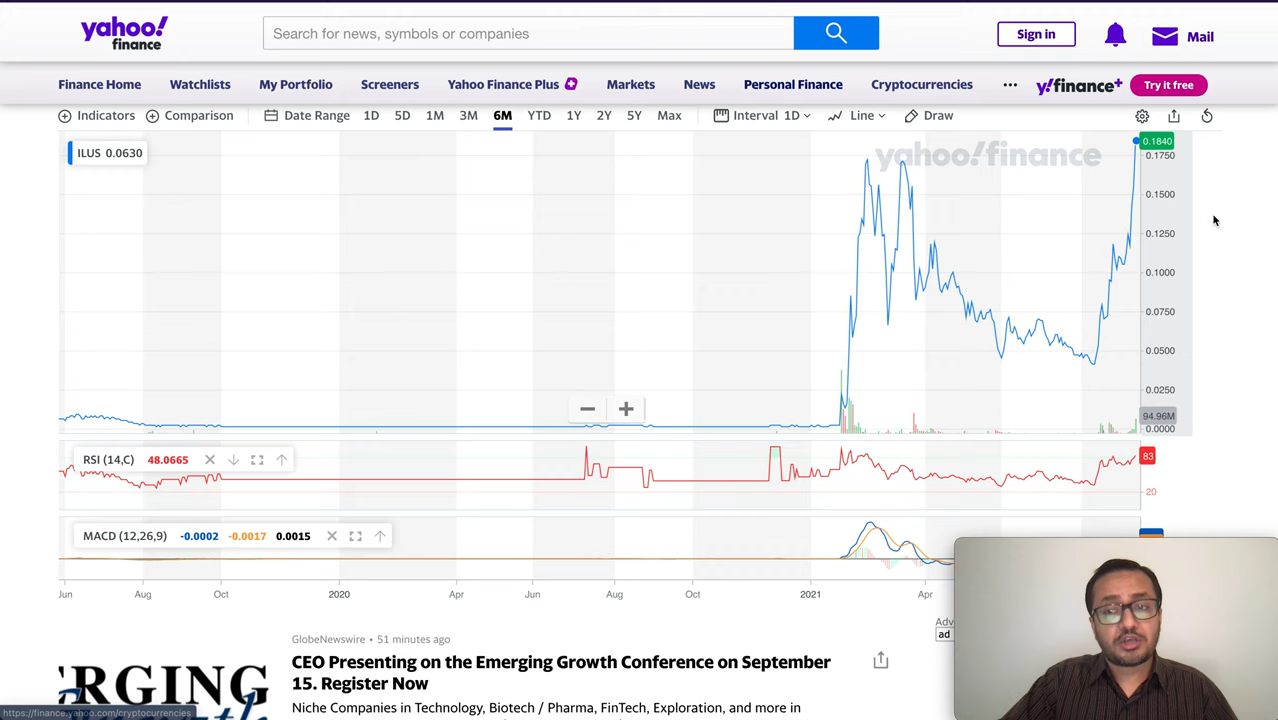 yahoo!
finance
Search for news, symbols or companies
Sign in
Mail
Finance Home Watchlists My Portfolio Screeners Yahoo Finance Plus Markets News Personal Finance Cryptocurrencies ••• y!finance+ Try it free
Indicators Comparison Date Range 1D 5D 1M 3M 6M YTD 1Y 2Y 5Y Max Interval 1D Line Draw
ILUS 0.0630
yahoo!finance
0.1840
0.1750
0.1500
0.1250
0.1000
0.0750
0.0500
0.0250
94.96M
0.0000
RSI (14,C) 48.0665
83
20
MACD (12,26,9) -0.0002 -0.0017 0.0015
Jun Aug Oct 2020 Apr Jun Aug Oct 2021 Apr
GlobeNewswire • 51 minutes ago
ad
CEO Presenting on the Emerging Growth Conference on September
15. Register Now
Niche Companies in Technology, Biotech / Pharma, FinTech, Exploration, and more in
https://finance.yahoo.com/cryptocurrencies